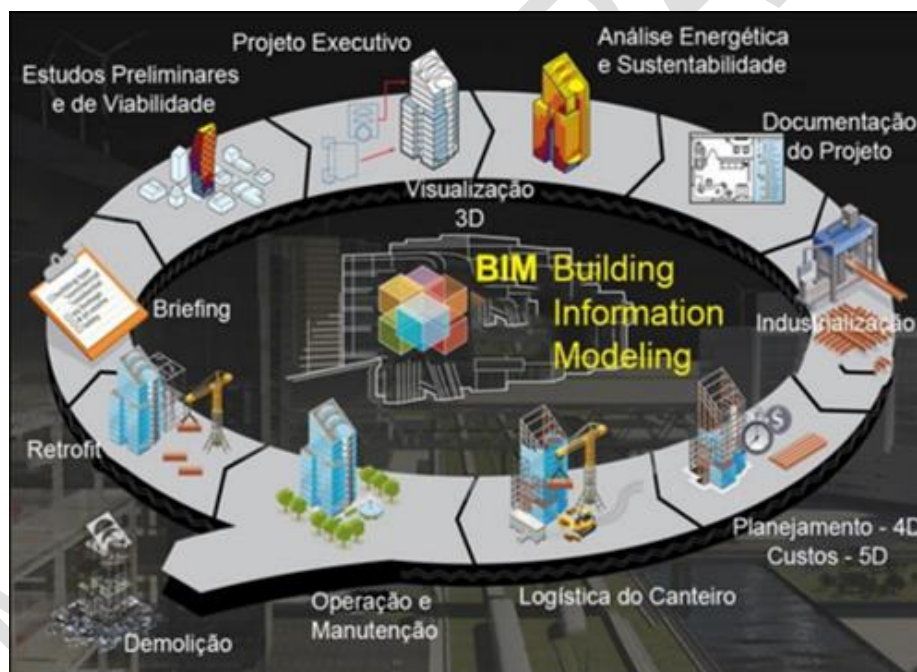 Projeto Executivo
Análise Energética
e Sustentabilidade
Estudos Preliminares
e de Viabilidade
Documentação
do Projeto
Visualização
3D
BIM Building
Information
Modeling
Briefing
Industrialização
Retrofit
Planejamento - 4D
Custos - 5D
Logística do Canteiro
Operação e
Manutenção
Demolição